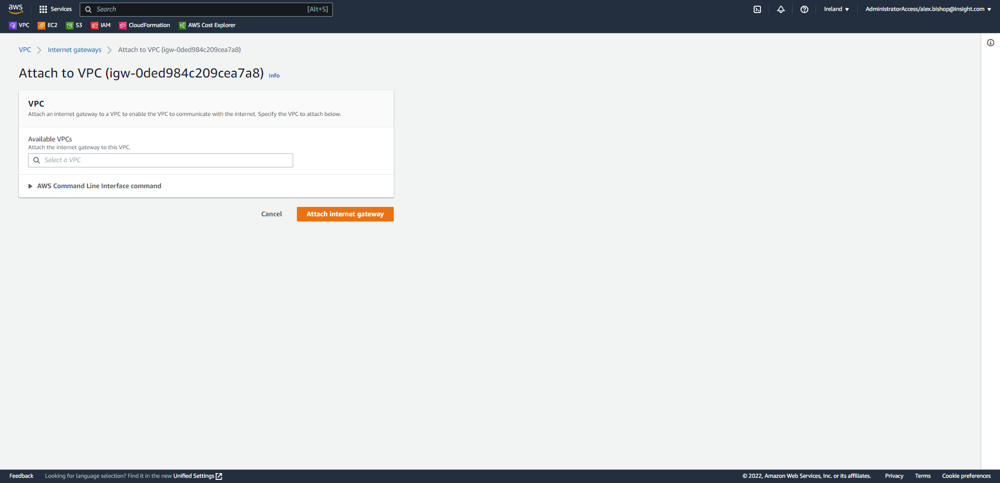 aws
Services
Search
[Alt+S]
Ireland
AdministratorAccess/alex.bishop@insight.com
VPC
EC2
S3
IAM
CloudFormation
AWS Cost Explorer
VPC
Internet gateways
Attach to VPC (igw-0ded984c209cea7a8)
Attach to VPC (igw-0ded984c209cea7a8)
Info
VPC
Attach an internet gateway to a VPC to enable the VPC to communicate with the internet. Specify the VPC to attach below.
Available VPCs
Attach the internet gateway to this VPC.
Select a VPC
AWS Command Line Interface command
Cancel
Attach internet gateway
Feedback
Looking for language selection? Find it in the new Unified Settings
© 2022, Amazon Web Services, Inc. or its affiliates.
Privacy
Terms
Cookie preferences